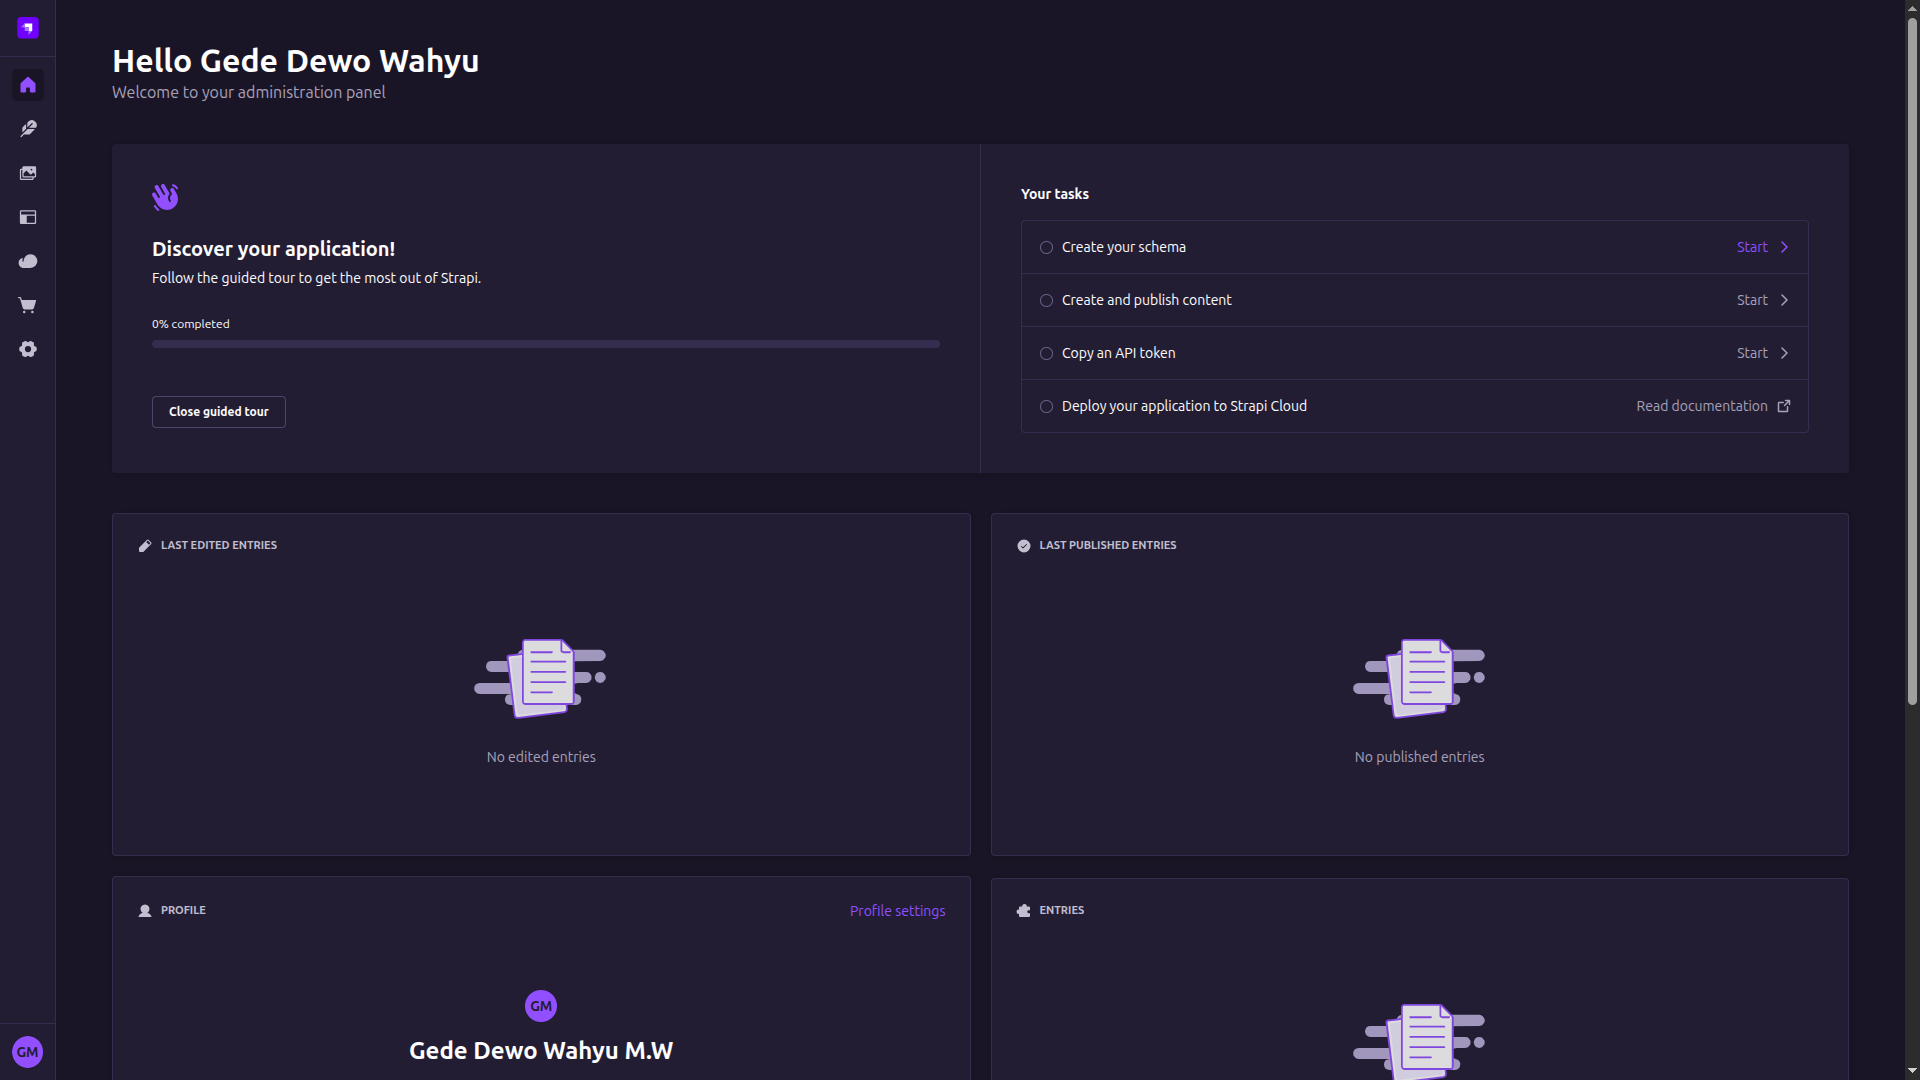 Hello Gede Dewo Wahyu
Welcome to your administration panel
Discover your application!
Follow the guided tour to get the most out of Strapi.
0% completed
Close guided tour
Your tasks
Create your schema
Start
Create and publish content
Start
Copy an API token
Start
Deploy your application to Strapi Cloud
Read documentation
LAST EDITED ENTRIES
No edited entries
LAST PUBLISHED ENTRIES
No published entries
PROFILE
Profile settings
GM
Gede Dewo Wahyu M.W
ENTRIES
GM